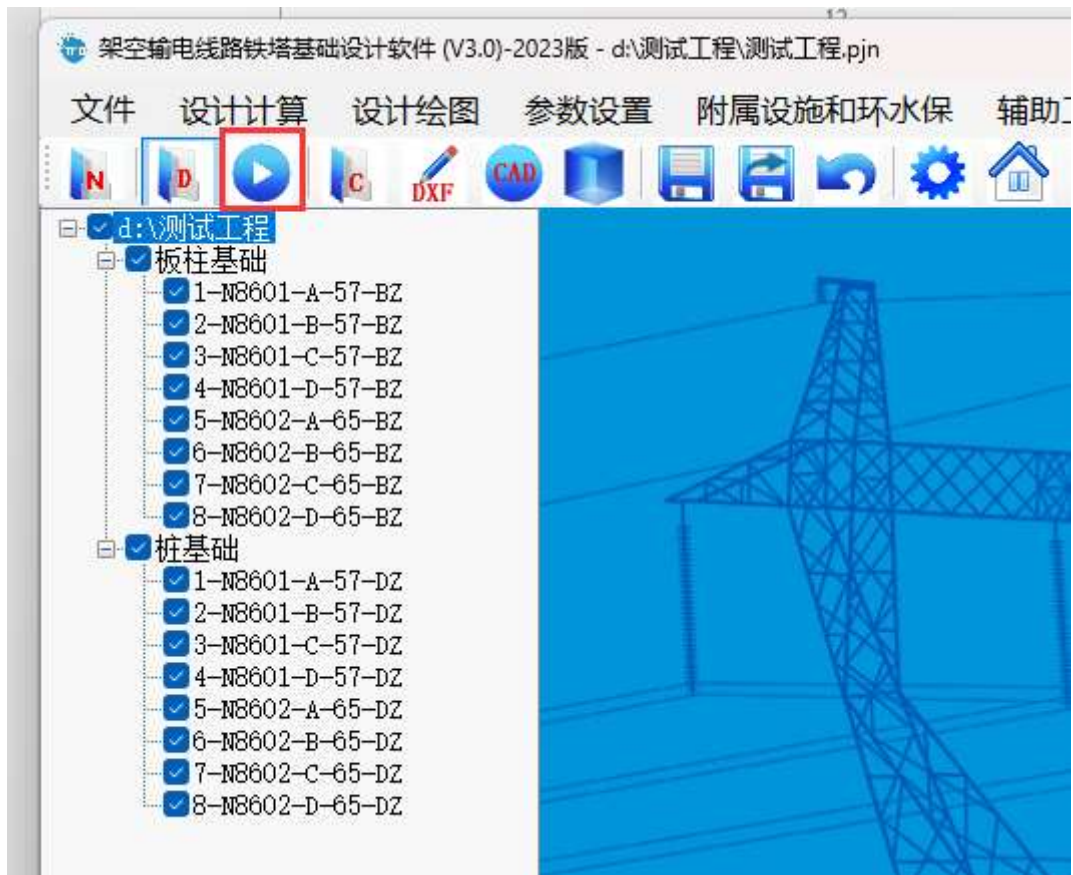 架空输电线路铁塔基础设计软件 (V3.0)-2023版 - d:\测试工程\测试工程.pjn
文件 设计计算 设计绘图 参数设置 附属设施和环水保 辅助
N D C DXF CAD
d:\测试工程
板柱基础
1-N8601-A-57-BZ
2-N8601-B-57-BZ
3-N8601-C-57-BZ
4-N8601-D-57-BZ
5-N8602-A-65-BZ
6-N8602-B-65-BZ
7-N8602-C-65-BZ
8-N8602-D-65-BZ
桩基础
1-N8601-A-57-DZ
2-N8601-B-57-DZ
3-N8601-C-57-DZ
4-N8601-D-57-DZ
5-N8602-A-65-DZ
6-N8602-B-65-DZ
7-N8602-C-65-DZ
8-N8602-D-65-DZ